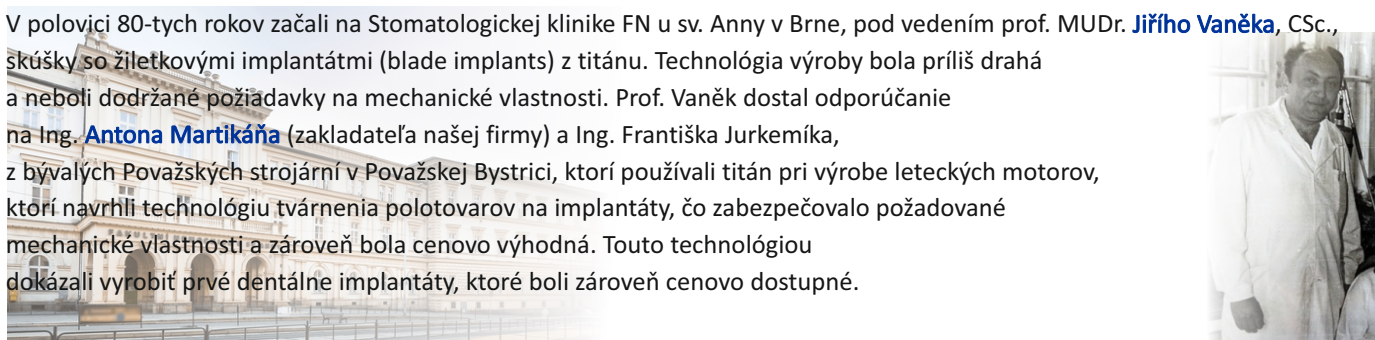 V polovici 80-tych rokov začali na Stomatologickej klinike FN u sv. Anny v Brne, pod vedením prof. MUDr. Jiřího Vaněka, CSc.,
skúšky so žiletkovými implantátmi (blade implants) z titánu. Technológia výroby bola príliš drahá
a neboli dodržané požiadavky na mechanické vlastnosti. Prof. Vaněk dostal odporúčanie
na Ing. Antona Martikáňa (zakladateľa našej firmy) a Ing. Františka Jurkemíka,
z bývalých Považských strojární v Považskej Bystrici, ktorí používali titán pri výrobe leteckých motorov,
ktorí navrhli technológiu tvárnenia polotovarov na implantáty, čo zabezpečovalo požadované
mechanické vlastnosti a zároveň bola cenovo výhodná. Touto technológiou
dokázali vyrobiť prvé dentálne implantáty, ktoré boli zároveň cenovo dostupné.